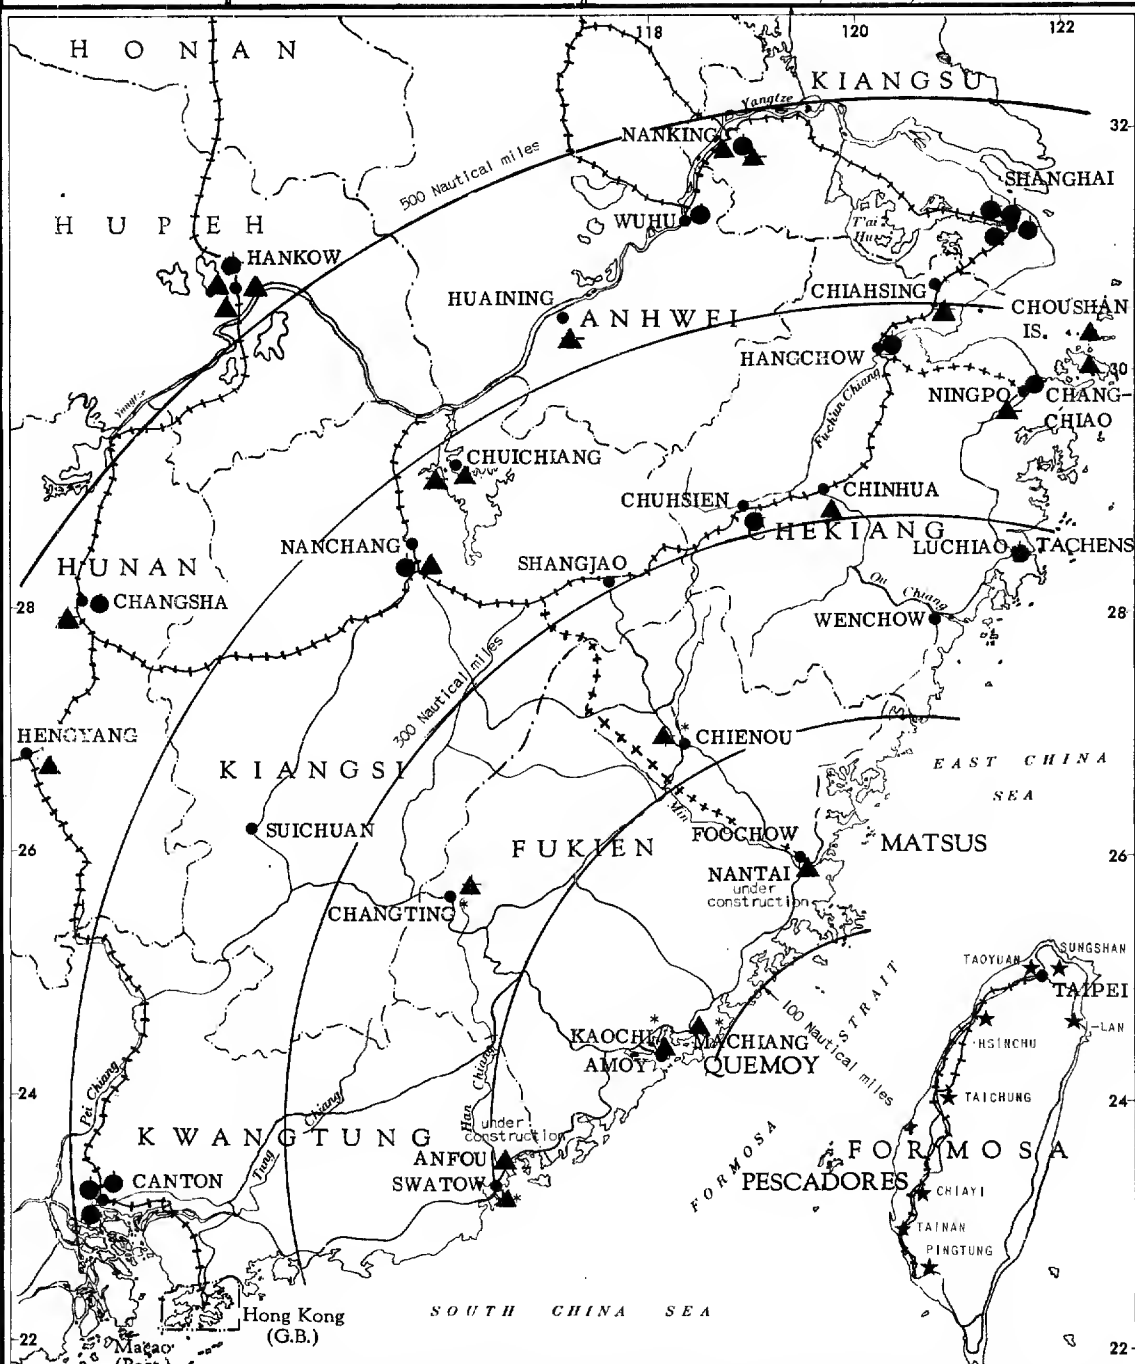 118
120
122
HONAN
KIANGSU
Yangtze
32
NANKING
500 Nautical miles
SHANGHAI
HUPEH
WUHU
T'ai
Hu
HANKOW
CHIAHSING
HUAINING
ANHWEI
CHOUSHAN
IS.
HANGCHOW
30
Yangtze
NINGPO
CHANG-
CHIAO
Fuch'un Chiang
CHUICHIANG
CHUHSIEN
CHINHUA
CHEKIANG
NANCHANG
SHANGJAO
LUCHIAO
TACHENS
HUNAN
CHANGSHA
28
Ou
Chiang
28
WENCHOW
300 Nautical miles
HENGYANG
CHIENOU
*
KIANGSI
EAST CHINA
SEA
SUICHUAN
Min
FOOCHOW
MATSUS
26
FUKIEN
26
NANTAI
under
construction
CHANGTING
*
SUNGSHAN
TAOYUAN
TAIPEI
I-LAN
STRAIT
100 Nautical miles
*
*
KAOCHI
MACHIANG
AMOY
QUEMOY
HSINCHU
Pei Chiang
24
Han Chiang
TAICHUNG
24
KWANGTUNG
Tung Chiang
under
construction
FORMOSA
ANFOU
FORMOSA
SWATOW
*
PESCADORES
CANTON
CHIAYI
TAINAN
PINGTUNG
Hong Kong
(G.B.)
SOUTH CHINA SEA
22
Macao
(Port.)
22